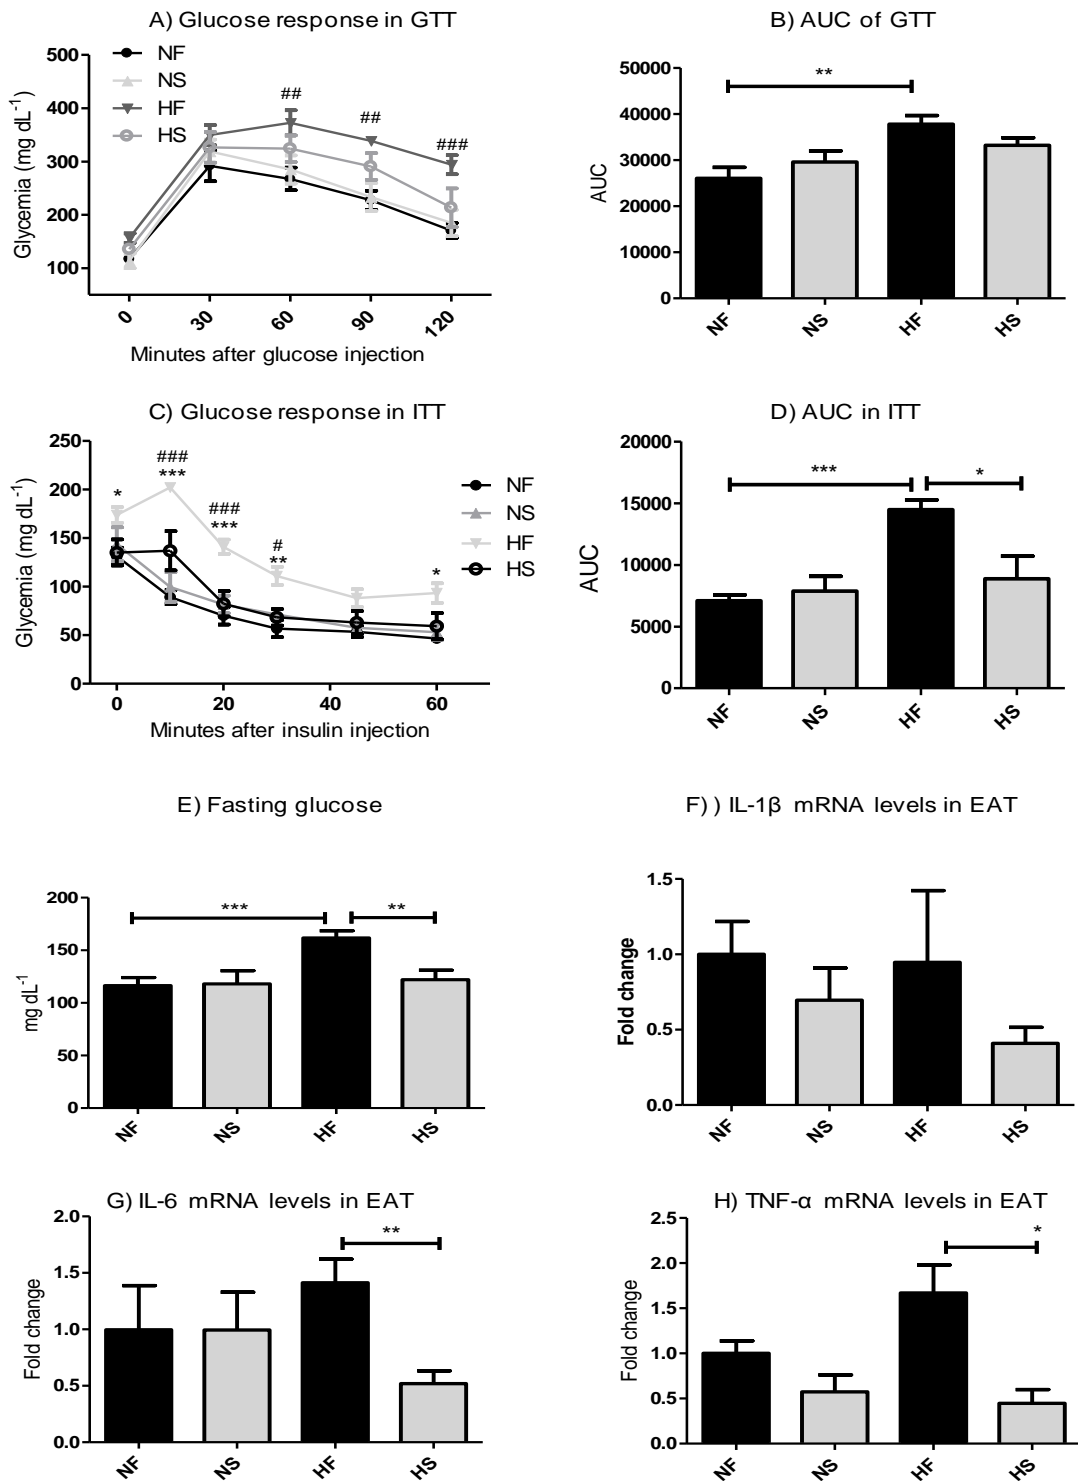 A) Glucose response in GTT
NF
NS
HF
HS
500
400
300
200
100
Glycemia (mg dL-1)
##
##
###
0
30
60
90
120
Minutes after glucose injection
B) AUC of GTT
50000
40000
30000
20000
10000
0
AUC
**
NF
NS
HF
HS
C) Glucose response in ITT
250
200
150
100
50
0
Glycemia (mg dL-1)
*
###
***
###
***
#
**
*
NF
NS
HF
HS
0
20
40
60
Minutes after insulin injection
D) AUC in ITT
20000
15000
10000
5000
0
AUC
***
*
NF
NS
HF
HS
E) Fasting glucose
200
150
100
50
0
mg dL-1
***
**
NF
NS
HF
HS
F) ) IL-1β mRNA levels in EAT
1.5
1.0
0.5
0.0
Fold change
NF
NS
HF
HS
G) IL-6 mRNA levels in EAT
2.0
1.5
1.0
0.5
0.0
Fold change
**
NF
NS
HF
HS
H) TNF-α mRNA levels in EAT
2.5
2.0
1.5
1.0
0.5
0.0
Fold change
*
NF
NS
HF
HS